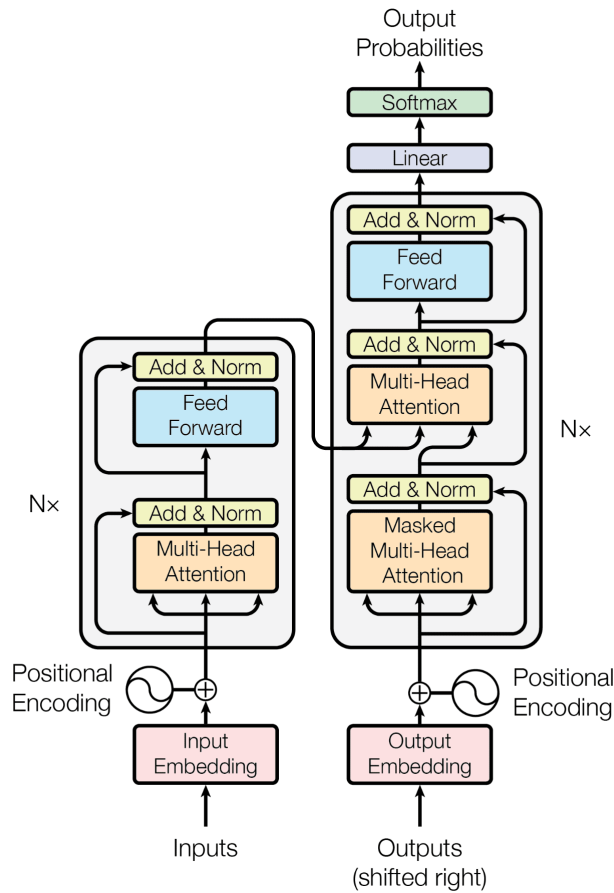 Output
Probabilities
Softmax
Linear
Add & Norm
Feed
Forward
Add & Norm
Multi-Head
Attention
Nx
Add & Norm
Masked
Multi-Head
Attention
Add & Norm
Feed
Forward
Nx
Add & Norm
Multi-Head
Attention
Positional
Encoding
Positional
Encoding
Input
Embedding
Output
Embedding
Inputs
Outputs
(shifted right)